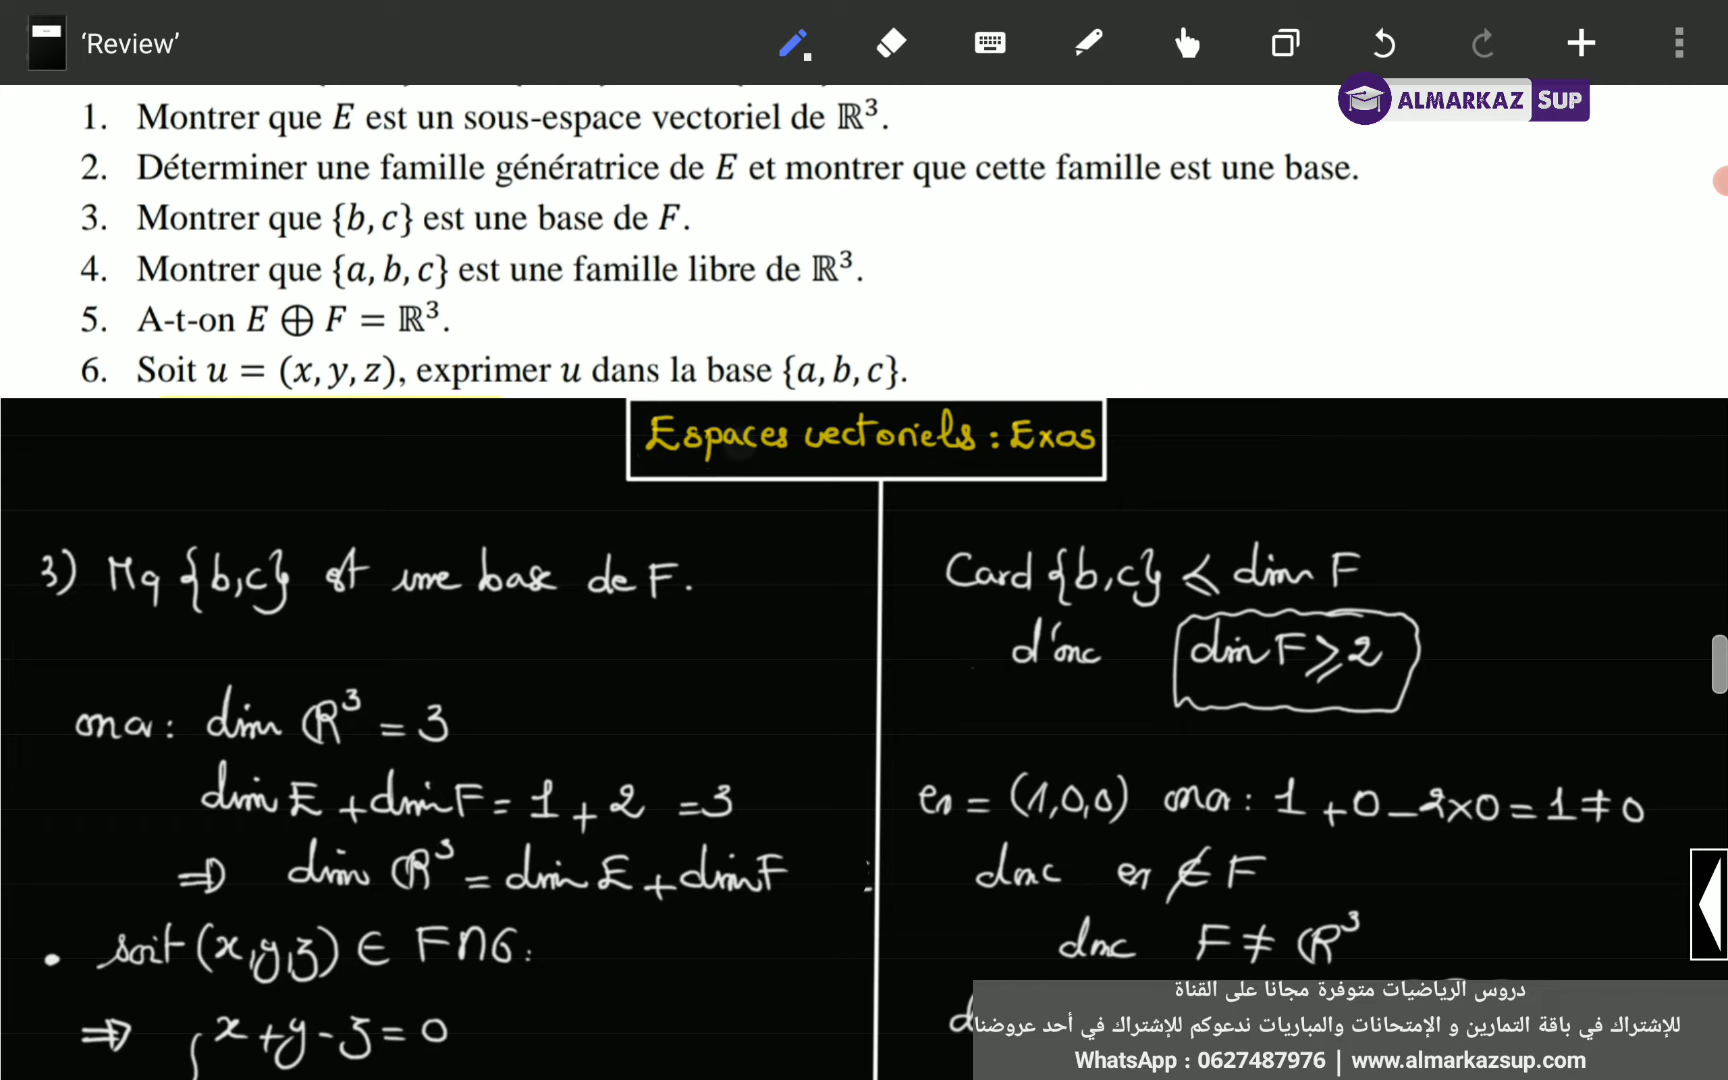 ‘Review’
ALMARKAZ SUP
1. Montrer que E est un sous-espace vectoriel de ℝ³.
2. Déterminer une famille génératrice de E et montrer que cette famille est une base.
3. Montrer que {b, c} est une base de F.
4. Montrer que {a, b, c} est une famille libre de ℝ³.
5. A-t-on E ⊕ F = ℝ³.
6. Soit u = (x, y, z), exprimer u dans la base {a, b, c}.
Espaces vectoriels : Exos
3) Mq {b,c} est une base de F.
on a : dim ℝ³ = 3
dim E + dim F = 1 + 2 = 3
⇒ dim ℝ³ = dim E + dim F
• soit (x,y,z) ∈ F∩G :
⇒ { x + y - z = 0
Card {b,c} ⩽ dim F
d'onc dim F ⩾ 2
e₁ = (1,0,0) on a : 1 + 0 - 2×0 = 1 ≠ 0
donc e₁ ∉ F
donc F ≠ ℝ³
d
دروس الرياضيات متوفرة مجانا على القناة
للإشتراك في باقة التمارين و الإمتحانات والمباريات ندعوكم للإشتراك في أحد عروضنا
WhatsApp : 0627487976 | www.almarkazsup.com